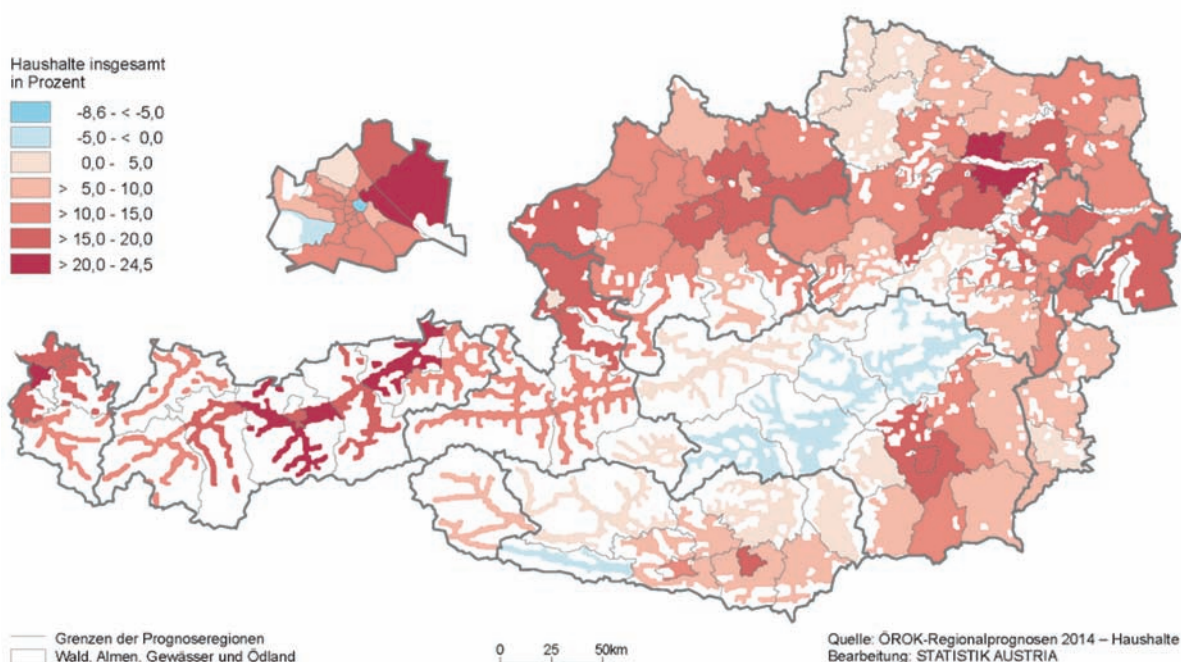 Haushalte insgesamt
in Prozent
-8,6 - < -5,0
-5,0 - < 0,0
0,0 - 5,0
> 5,0 - 10,0
> 10,0 - 15,0
> 15,0 - 20,0
> 20,0 - 24,5
Grenzen der Prognoseregionen
Wald, Almen, Gewässer und Ödland
0 25 50km
Quelle: ÖROK-Regionalprognosen 2014 – Haushalte
Bearbeitung: STATISTIK AUSTRIA